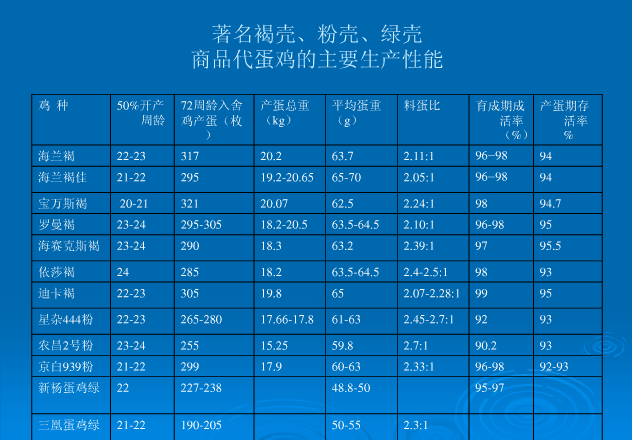 著名褐壳、粉壳、绿壳
商品代蛋鸡的主要生产性能
鸡 种 50%开产周龄 72周龄入舍鸡产蛋（枚） 产蛋总重（kg） 平均蛋重（g） 料蛋比 育成期成活率（%） 产蛋期存活率%
海兰褐 22-23 317 20.2 63.7 2.11:1 96–98 94
海兰褐佳 21-22 295 19.2-20.65 65-70 2.05:1 96–98 94
宝万斯褐 20-21 321 20.07 62.5 2.24:1 98 94.7
罗曼褐 23-24 295-305 18.2-20.5 63.5-64.5 2.10:1 96-98 95
海赛克斯褐 23-24 290 18.3 63.2 2.39:1 97 95.5
依莎褐 24 285 18.2 63.5-64.5 2.4-2.5:1 98 93
迪卡褐 22-23 305 19.8 65 2.07-2.28:1 99 95
星杂444粉 22-23 265-280 17.66-17.8 61-63 2.45-2.7:1 92 93
农昌2号粉 23-24 255 15.25 59.8 2.7:1 90.2 93
京白939粉 21-22 299 17.9 60-63 2.33:1 96-98 92-93
新杨蛋鸡绿 22 227-238 48.8-50 95-97
三凰蛋鸡绿 21-22 190-205 50-55 2.3:1